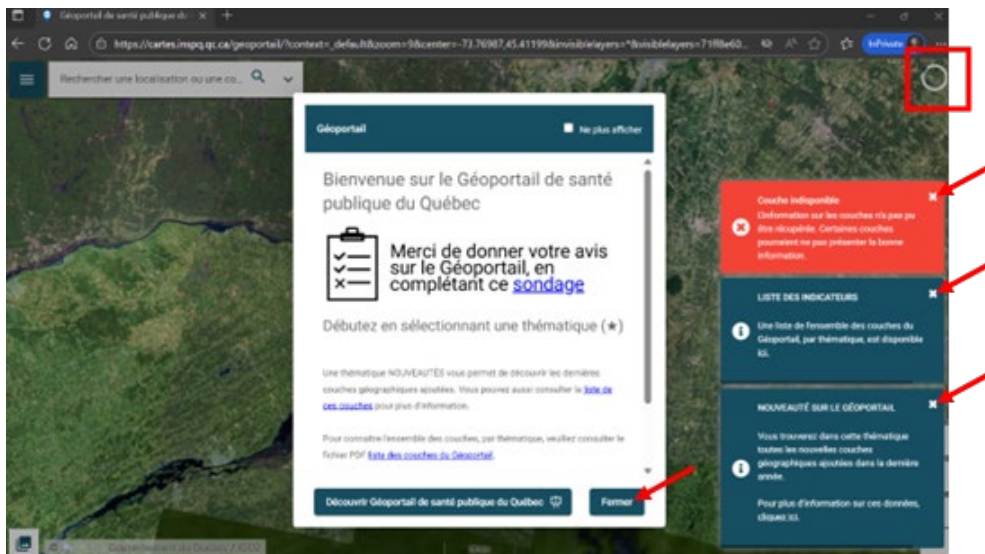 Géoportail de santé publique du
https://cartes.inspq.qc.ca/geoportail/?context=_default&zoom=9&center=-73.76987,45.41199&invisiblelayers=*&visiblelayers=71ff8e60...
InPrivate
Rechercher une localisation ou une co...
Géoportail
Ne plus afficher
Bienvenue sur le Géoportail de santé
publique du Québec
Merci de donner votre avis
sur le Géoportail, en
complétant ce sondage
Débutez en sélectionnant une thématique (★)
Une thématique NOUVEAUTÉS vous permet de découvrir les dernières
couches géographiques ajoutées. Vous pouvez aussi consulter la liste de
ces couches pour plus d'information.
Pour connaitre l'ensemble des couches, par thématique, veuillez consulter le
fichier PDF liste des couches du Géoportail.
Découvrir Géoportail de santé publique du Québec
Fermer
Couche indisponible
L'information sur les couches n'a pas pu
être récupérée. Certaines couches
pourraient ne pas présenter la bonne
information.
LISTE DES INDICATEURS
Une liste de l'ensemble des couches du
Géoportail, par thématique, est disponible
ici.
NOUVEAUTÉ SUR LE GÉOPORTAIL
Vous trouverez dans cette thématique
toutes les nouvelles couches
géographiques ajoutées dans la dernière
année.
Pour plus d'information sur ces données,
cliquez ici.
Gouvernement du Québec / IGO2